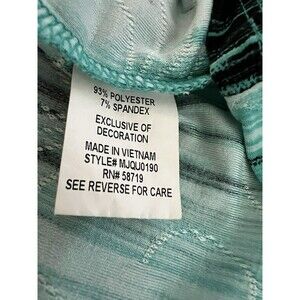 93% POLYESTER
7% SPANDEX
EXCLUSIVE OF
DECORATION
MADE IN VIETNAM
STYLE# MJQU0190
RN# 58719
SEE REVERSE FOR CARE